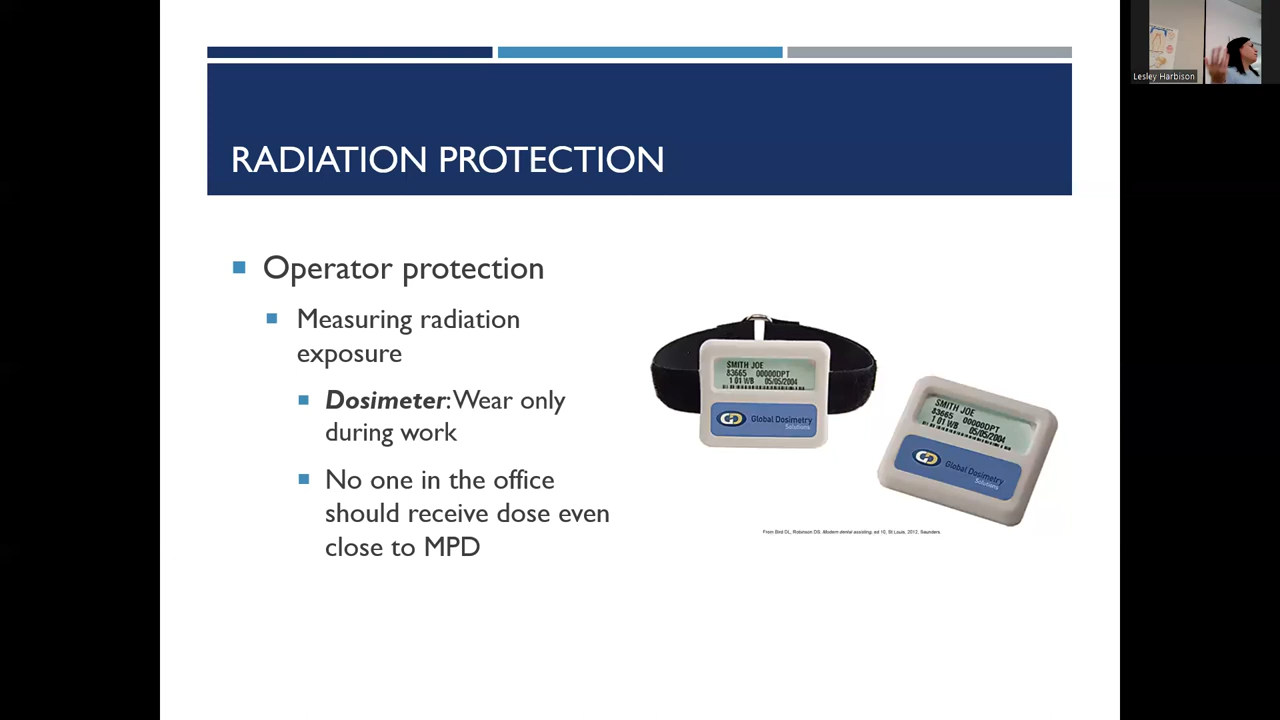 Lesley Harbison
RADIATION PROTECTION
Operator protection
Measuring radiation
exposure
Dosimeter: Wear only
during work
No one in the office
should receive dose even
close to MPD
SMITH JOE
83665 00000DPT
1 01 WB 05/05/2004
Global Dosimetry
Solutions
SMITH JOE
83665 00000DPT
1 01 WB 05/05/2004
Global Dosimetry
Solutions
From Bird DL, Robinson DS: Modern dental assisting, ed 10, St Louis, 2012, Saunders.